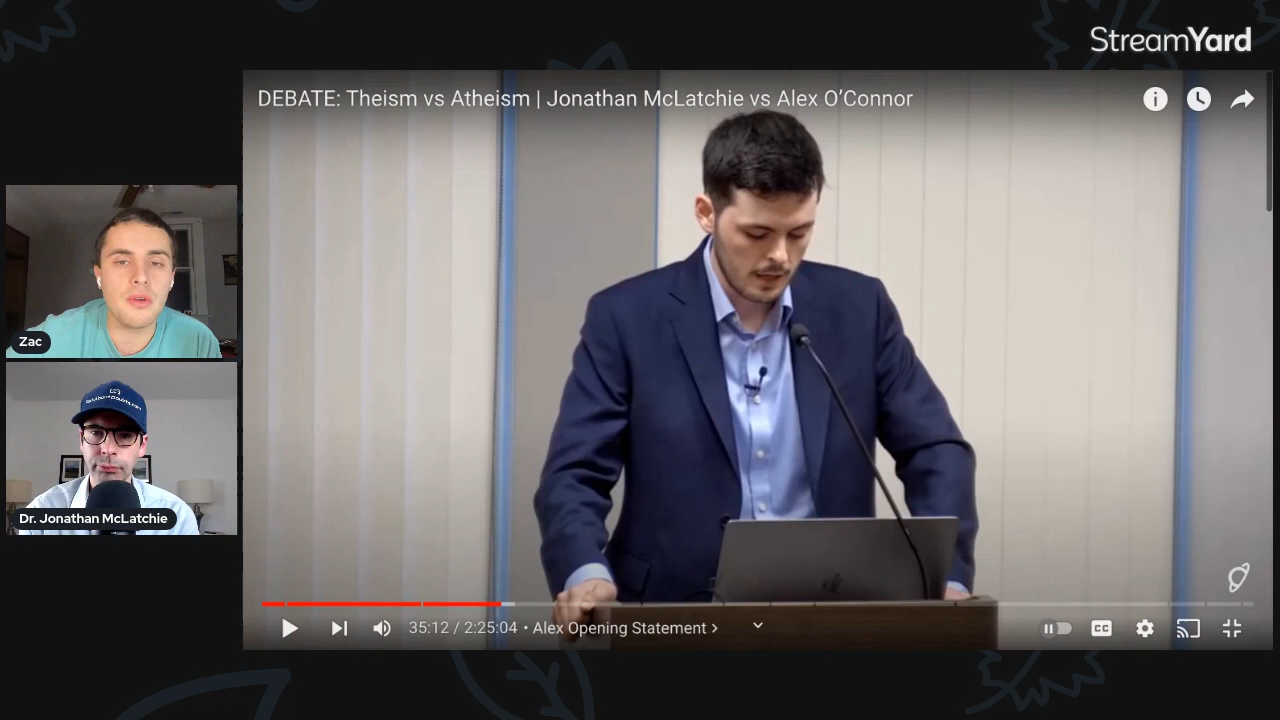 StreamYard
DEBATE: Theism vs Atheism | Jonathan McLatchie vs Alex O’Connor
Zac
Dr. Jonathan McLatchie
35:12 / 2:25:04 • Alex Opening Statement ›
CC